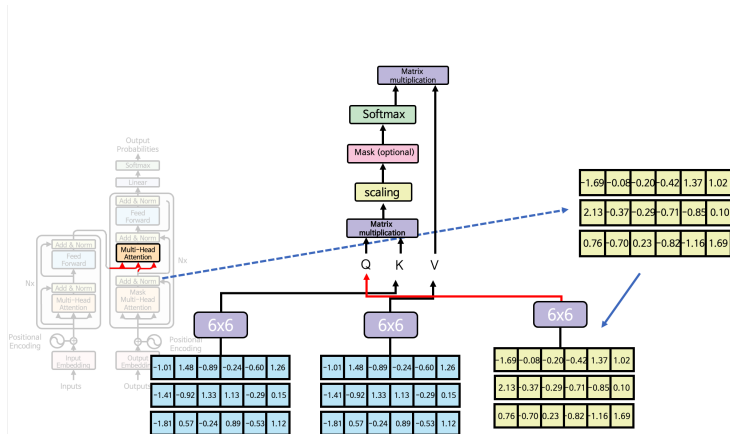 Matrix
multiplication
Softmax
Mask (optional)
scaling
Matrix
multiplication
Q K V
6x6
6x6
6x6
Output
Probabilities
Softmax
Linear
Add & Norm
Feed
Forward
Add & Norm
Multi-Head
Attention
Nx
Add & Norm
Mask
Multi-Head
Attention
Add & Norm
Feed
Forward
Nx
Add & Norm
Multi-Head
Attention
Positional
Encoding
Positional
Encoding
Input
Embedding
Output
Embedding
Inputs
Outputs
-1.69 -0.08 -0.20 -0.42 1.37 1.02
2.13 -0.37 -0.29 -0.71 -0.85 0.10
0.76 -0.70 0.23 -0.82 -1.16 1.69
-1.01 1.48 -0.89 -0.24 -0.60 1.26
-1.41 -0.92 1.33 1.13 -0.29 0.15
-1.81 0.57 -0.24 0.89 -0.53 1.12
-1.01 1.48 -0.89 -0.24 -0.60 1.26
-1.41 -0.92 1.33 1.13 -0.29 0.15
-1.81 0.57 -0.24 0.89 -0.53 1.12
-1.69 -0.08 -0.20 -0.42 1.37 1.02
2.13 -0.37 -0.29 -0.71 -0.85 0.10
0.76 -0.70 0.23 -0.82 -1.16 1.69